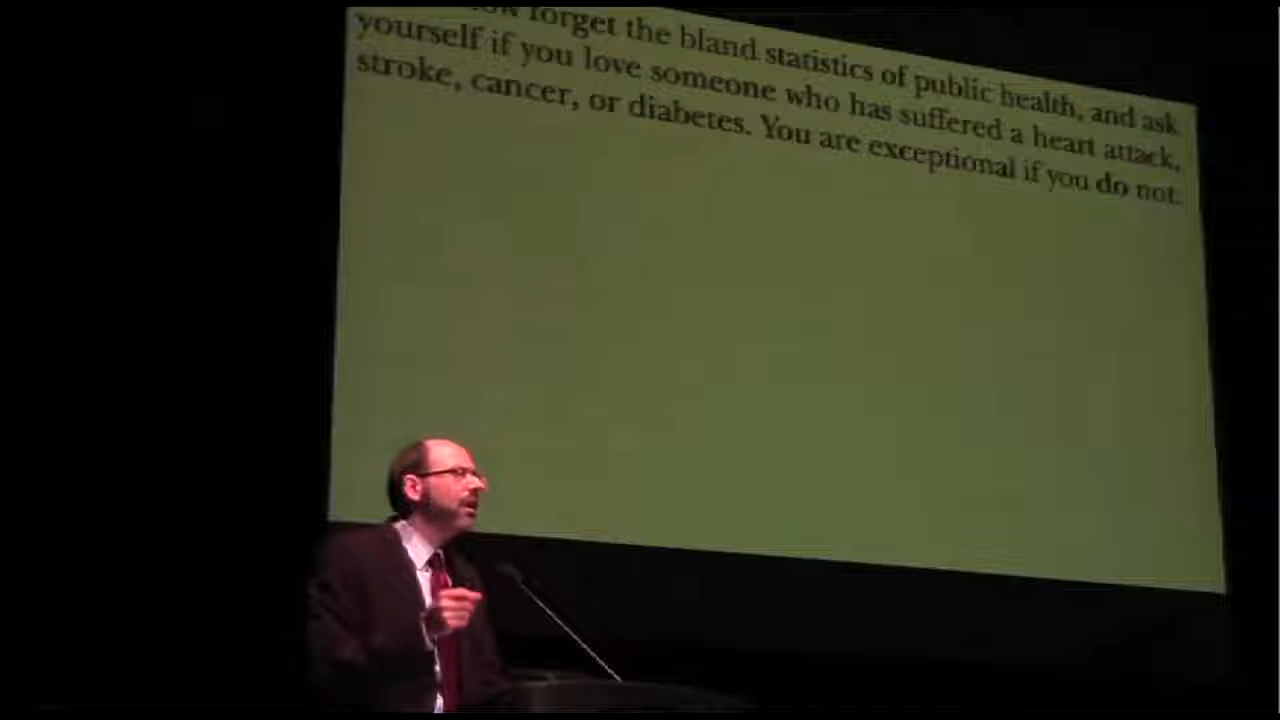 forget the bland statistics of public health, and ask
yourself if you love someone who has suffered a heart attack,
stroke, cancer, or diabetes. You are exceptional if you do not.